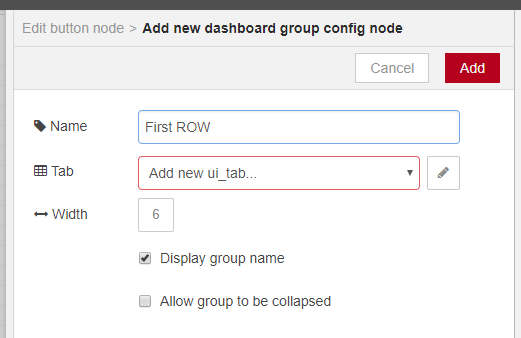 Edit button node > Add new dashboard group config node
Cancel Add
Name First ROW
Tab Add new ui_tab...
Width 6
Display group name
Allow group to be collapsed